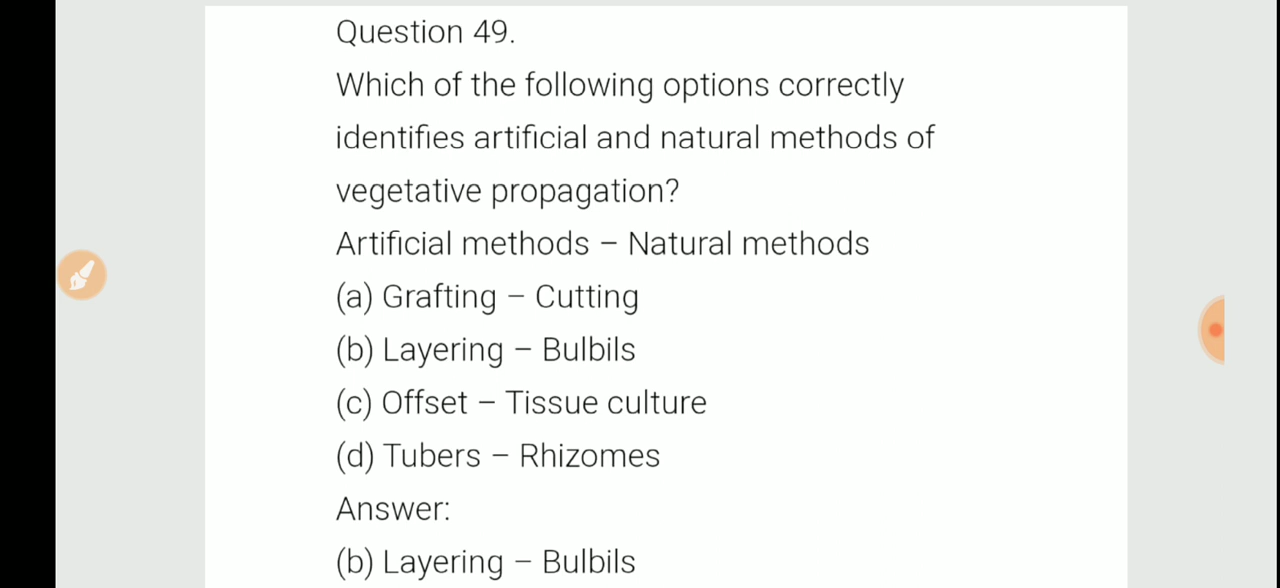 Question 49.
Which of the following options correctly
identifies artificial and natural methods of
vegetative propagation?
Artificial methods – Natural methods
(a) Grafting – Cutting
(b) Layering – Bulbils
(c) Offset – Tissue culture
(d) Tubers – Rhizomes
Answer:
(b) Layering – Bulbils